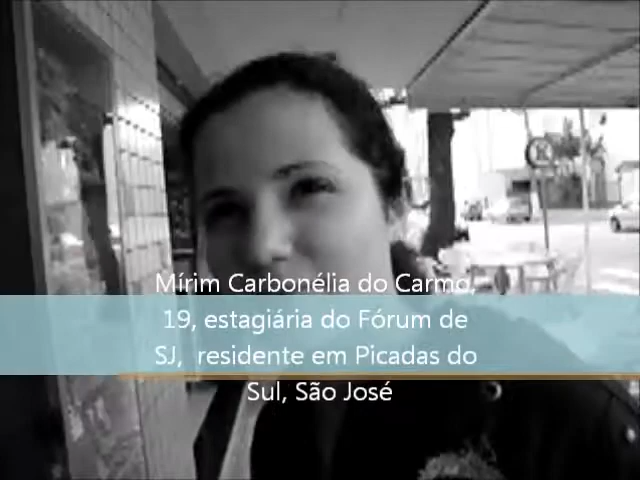 Mírim Carbonélia do Carmo,
19, estagiária do Fórum de
SJ, residente em Picadas do
Sul, São José